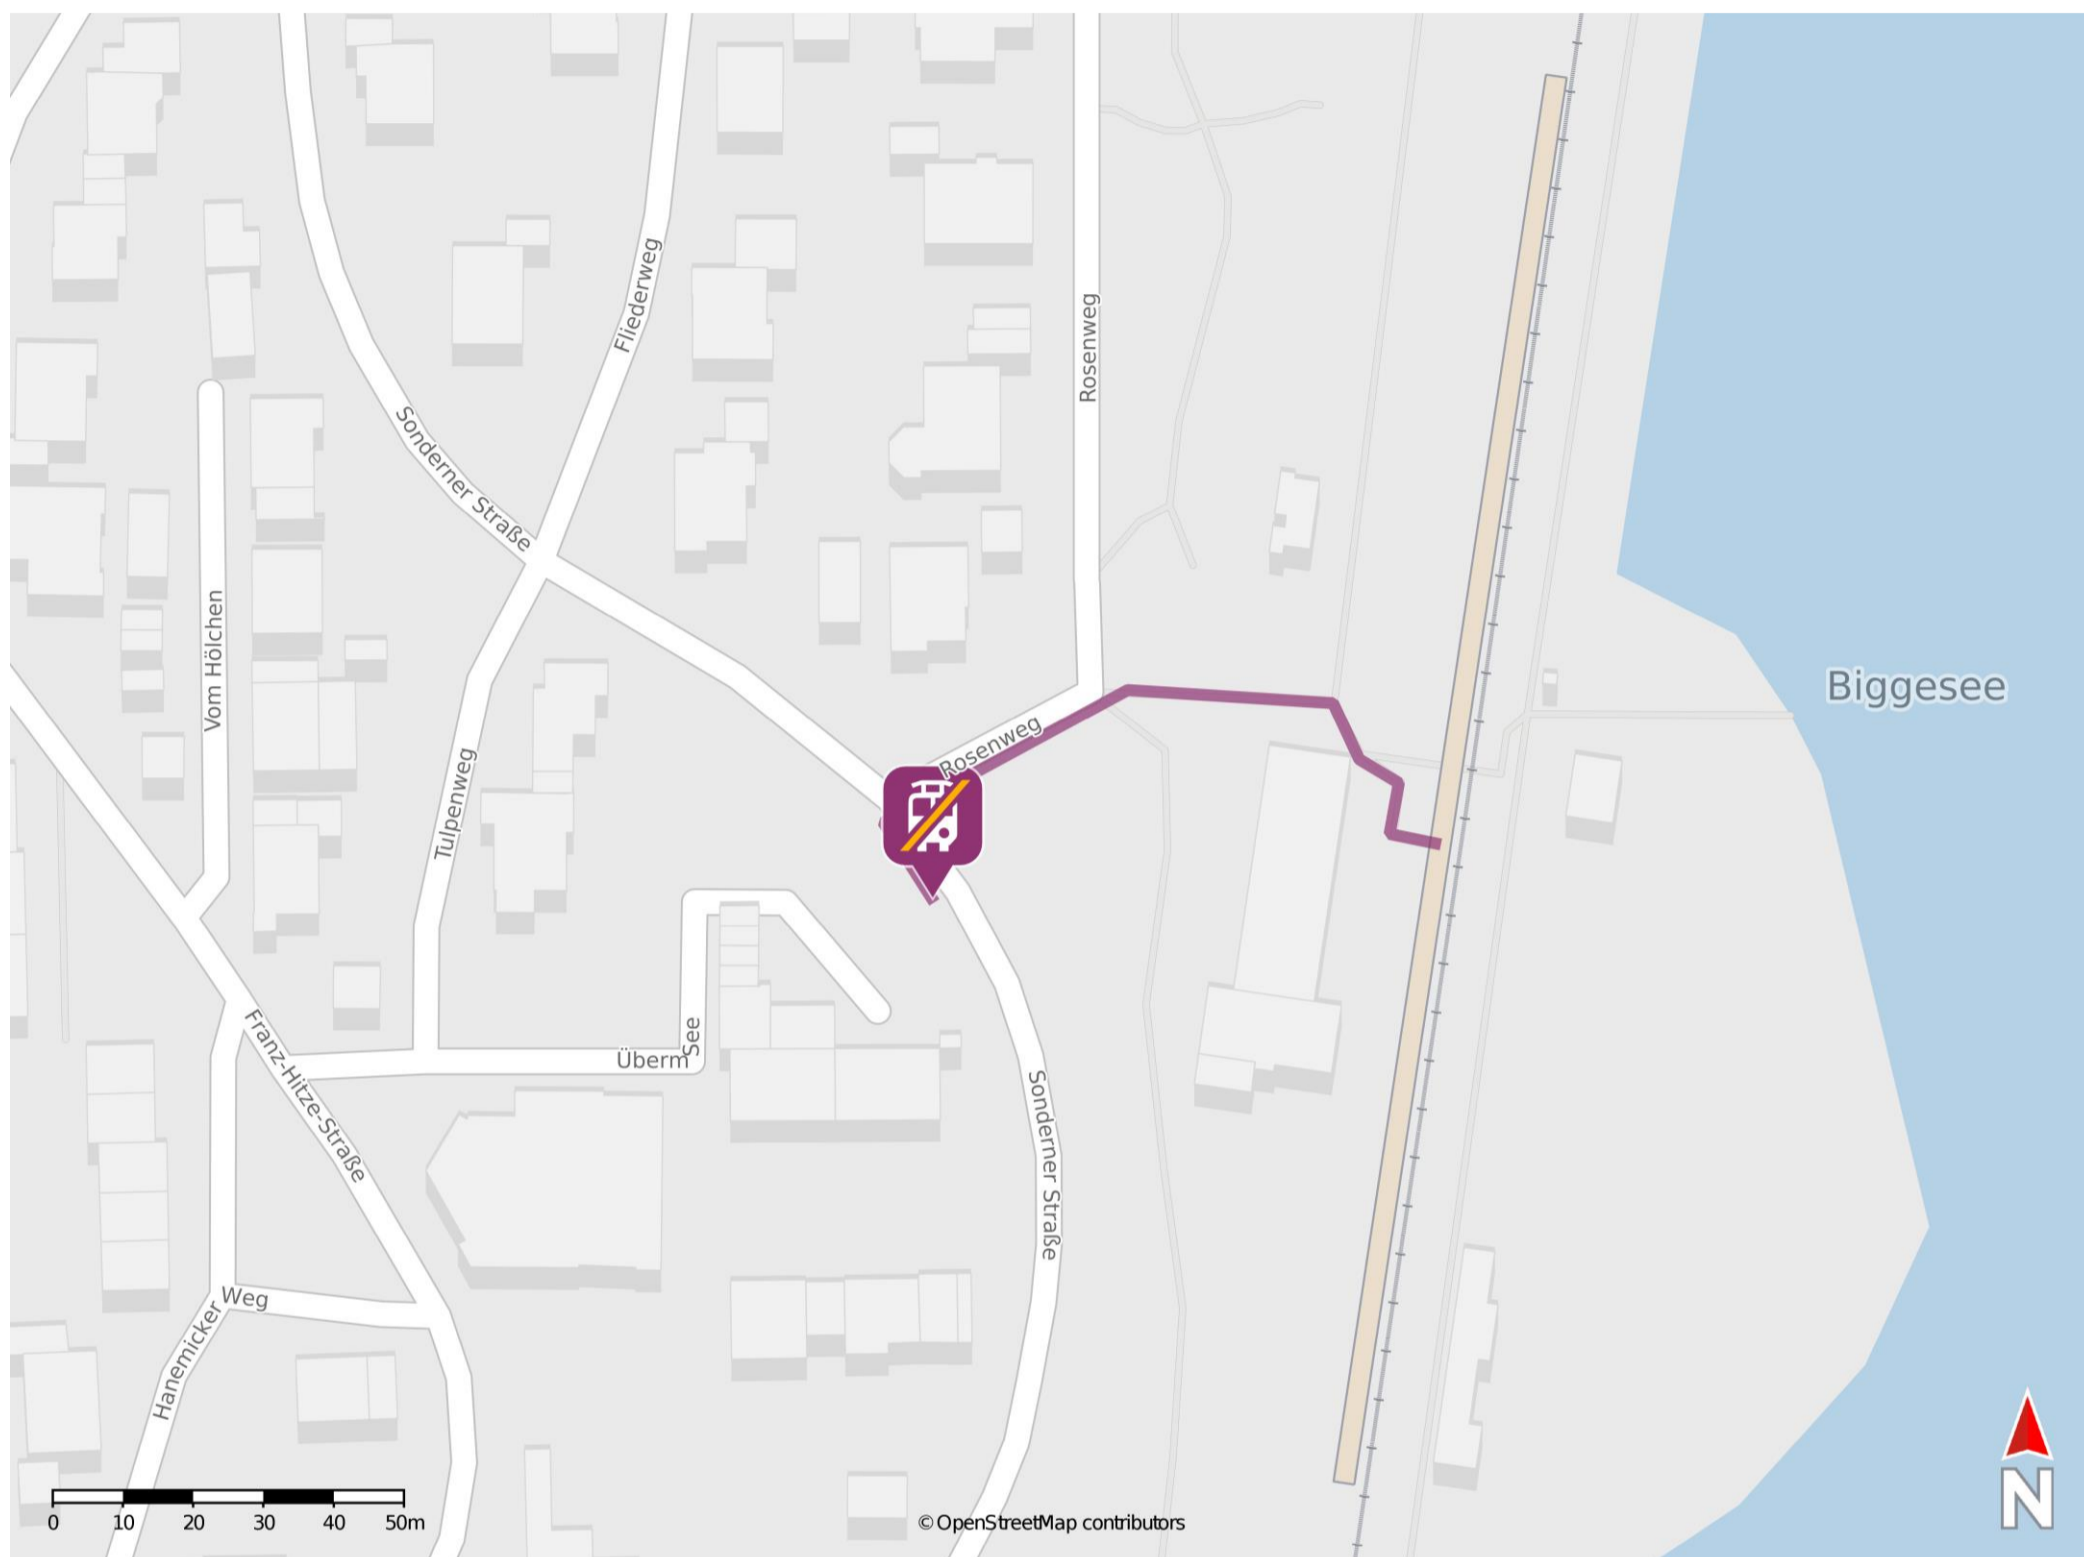 Fliederweg
Rosenweg
Sonderner Straße
Vom Hölchen
Biggesee
Rosenweg
Tulpenweg
Franz-Hitze-Straße
Überm See
Sonderner Straße
Hanemicker Weg
N
0 10 20 30 40 50m
© OpenStreetMap contributors